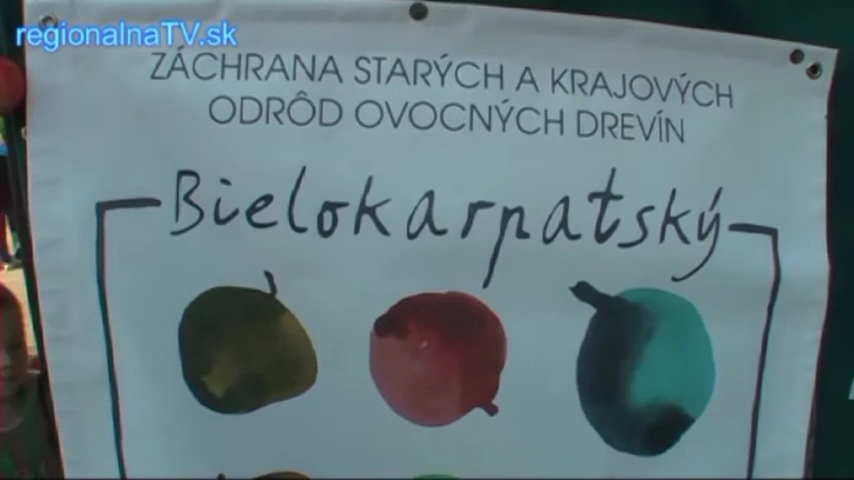 regionalnaTV.sk
ZÁCHRANA STARÝCH A KRAJOVÝCH
ODRÔD OVOCNÝCH DREVÍN
Bielokarpatský